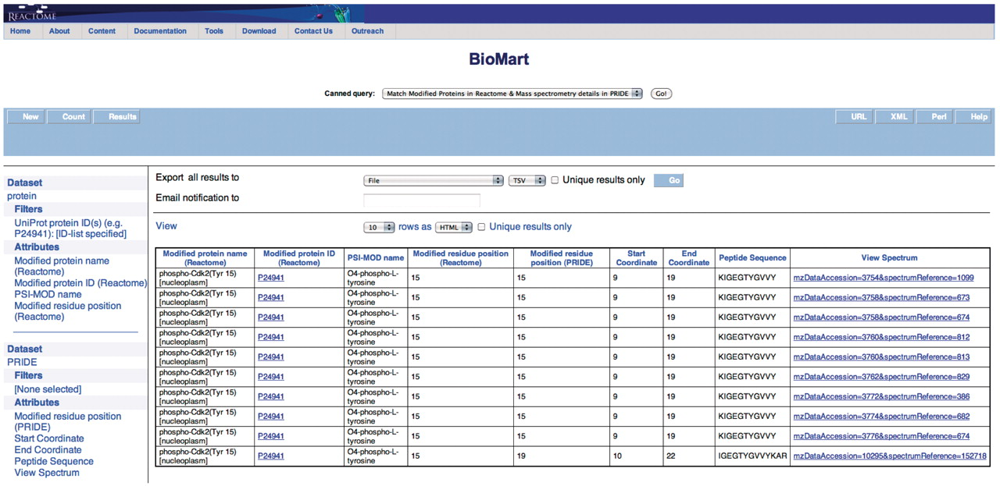 REACTOME
Home About Content Documentation Tools Download Contact Us Outreach
BioMart
Canned query: Match Modified Proteins in Reactome & Mass spectrometry details in PRIDE Go!
New Count Results URL XML Perl Help
Dataset
protein
Filters
UniProt protein ID(s) (e.g.
P24941): [ID-list specified]
Attributes
Modified protein name
(Reactome)
Modified protein ID (Reactome)
PSI-MOD name
Modified residue position
(Reactome)
Dataset
PRIDE
Filters
[None selected]
Attributes
Modified residue position
(PRIDE)
Start Coordinate
End Coordinate
Peptide Sequence
View Spectrum
Export all results to File TSV Unique results only Go
Email notification to
View 10 rows as HTML Unique results only
Modified protein name Modified protein ID PSI-MOD name Modified residue position Modified residue Start End Peptide Sequence View Spectrum
(Reactome) (Reactome) (Reactome) position (PRIDE) Coordinate Coordinate
phospho-Cdk2(Tyr 15) P24941 O4-phospho-L- 15 15 9 19 KIGEGTYGVVY mzDataAccession=3754&spectrumReference=1099
[nucleoplasm] tyrosine
phospho-Cdk2(Tyr 15) P24941 O4-phospho-L- 15 15 9 19 KIGEGTYGVVY mzDataAccession=3758&spectrumReference=673
[nucleoplasm] tyrosine
phospho-Cdk2(Tyr 15) P24941 O4-phospho-L- 15 15 9 19 KIGEGTYGVVY mzDataAccession=3758&spectrumReference=674
[nucleoplasm] tyrosine
phospho-Cdk2(Tyr 15) P24941 O4-phospho-L- 15 15 9 19 KIGEGTYGVVY mzDataAccession=3760&spectrumReference=812
[nucleoplasm] tyrosine
phospho-Cdk2(Tyr 15) P24941 O4-phospho-L- 15 15 9 19 KIGEGTYGVVY mzDataAccession=3760&spectrumReference=813
[nucleoplasm] tyrosine
phospho-Cdk2(Tyr 15) P24941 O4-phospho-L- 15 15 9 19 KIGEGTYGVVY mzDataAccession=3762&spectrumReference=829
[nucleoplasm] tyrosine
phospho-Cdk2(Tyr 15) P24941 O4-phospho-L- 15 15 9 19 KIGEGTYGVVY mzDataAccession=3772&spectrumReference=386
[nucleoplasm] tyrosine
phospho-Cdk2(Tyr 15) P24941 O4-phospho-L- 15 15 9 19 KIGEGTYGVVY mzDataAccession=3774&spectrumReference=682
[nucleoplasm] tyrosine
phospho-Cdk2(Tyr 15) P24941 O4-phospho-L- 15 15 9 19 KIGEGTYGVVY mzDataAccession=3776&spectrumReference=674
[nucleoplasm] tyrosine
phospho-Cdk2(Tyr 15) P24941 O4-phospho-L- 15 19 10 22 IGEGTYGVVYKAR mzDataAccession=10295&spectrumReference=152718
[nucleoplasm] tyrosine